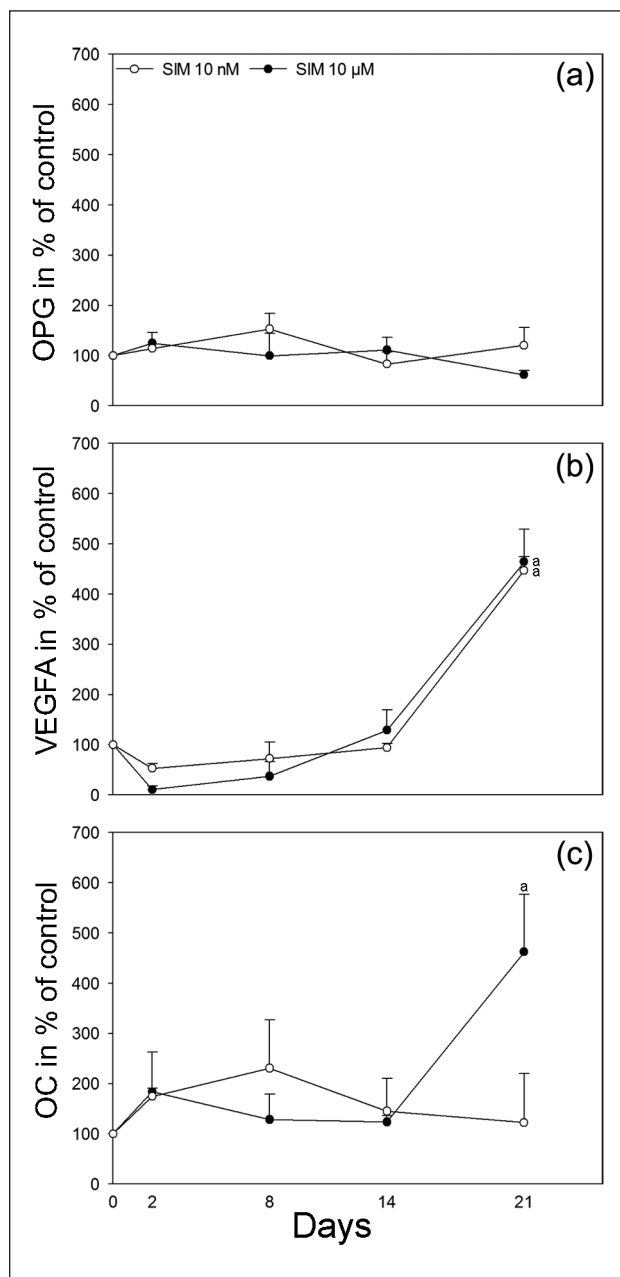 700
SIM 10 nM SIM 10 µM (a)
600
500
400
300
200
100
0
OPG in % of control
700
(b)
600
500
a
a
400
300
200
100
0
VEGFA in % of control
700
(c)
600
a
500
400
300
200
100
0
OC in % of control
0 2 8 14 21
Days